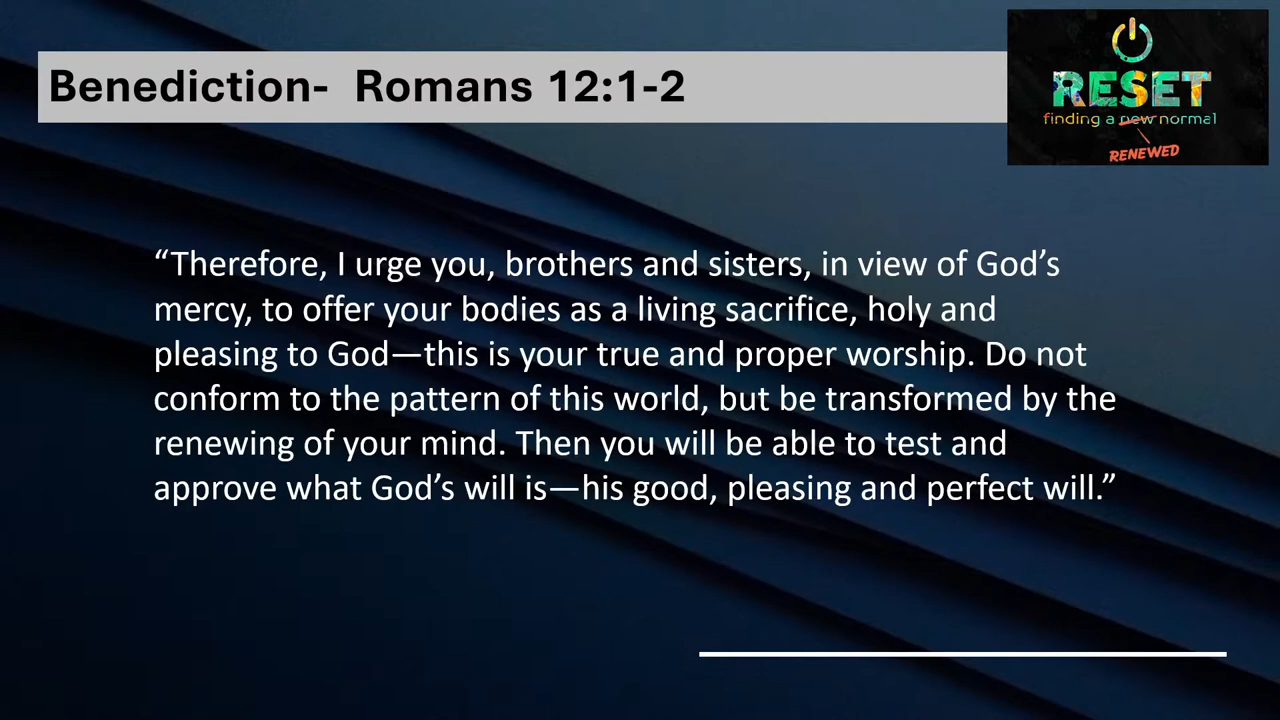 Benediction-  Romans 12:1-2
RESET
finding a new normal
RENEWED
“Therefore, I urge you, brothers and sisters, in view of God’s
mercy, to offer your bodies as a living sacrifice, holy and
pleasing to God—this is your true and proper worship. Do not
conform to the pattern of this world, but be transformed by the
renewing of your mind. Then you will be able to test and
approve what God’s will is—his good, pleasing and perfect will.”